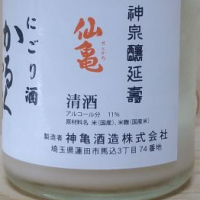 神泉醸延壽
仙亀
清酒
アルコール分 11%
原材料名 米(国産)、米麹(国産米)
製造者 神亀酒造株式会社
埼玉県蓮田市馬込3丁目74番
にごり酒
かるく